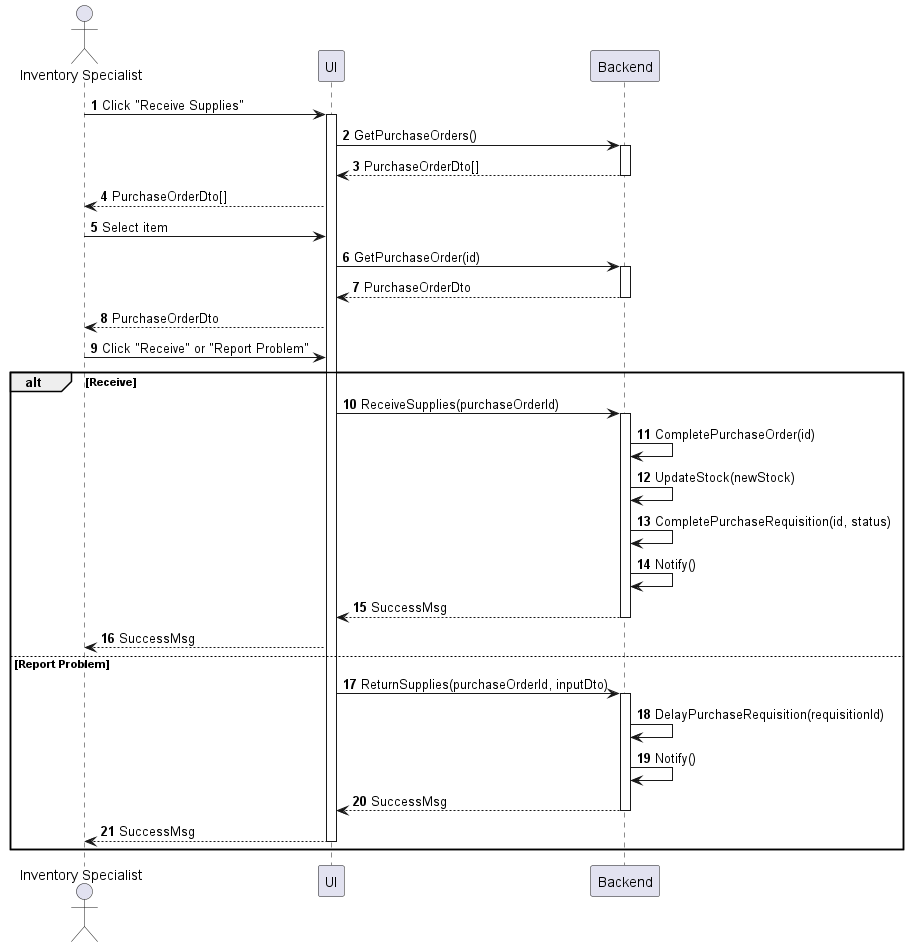 Inventory Specialist
UI
Backend
1 Click "Receive Supplies"
2 GetPurchaseOrders()
3 PurchaseOrderDto[]
4 PurchaseOrderDto[]
5 Select item
6 GetPurchaseOrder(id)
7 PurchaseOrderDto
8 PurchaseOrderDto
9 Click "Receive" or "Report Problem"
alt [Receive]
10 ReceiveSupplies(purchaseOrderId)
11 CompletePurchaseOrder(id)
12 UpdateStock(newStock)
13 CompletePurchaseRequisition(id, status)
14 Notify()
15 SuccessMsg
16 SuccessMsg
[Report Problem]
17 ReturnSupplies(purchaseOrderId, inputDto)
18 DelayPurchaseRequisition(requisitionId)
19 Notify()
20 SuccessMsg
21 SuccessMsg
Inventory Specialist
UI
Backend